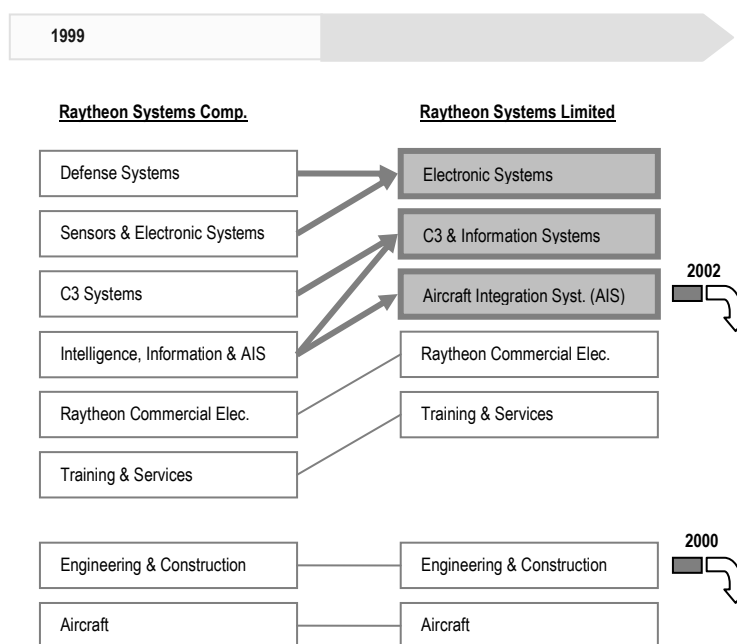 1999
Raytheon Systems Comp.
Raytheon Systems Limited
Defense Systems
Electronic Systems
Sensors & Electronic Systems
C3 & Information Systems
2002
C3 Systems
Aircraft Integration Syst. (AIS)
Intelligence, Information & AIS
Raytheon Commercial Elec.
Raytheon Commercial Elec.
Training & Services
Training & Services
2000
Engineering & Construction
Engineering & Construction
Aircraft
Aircraft